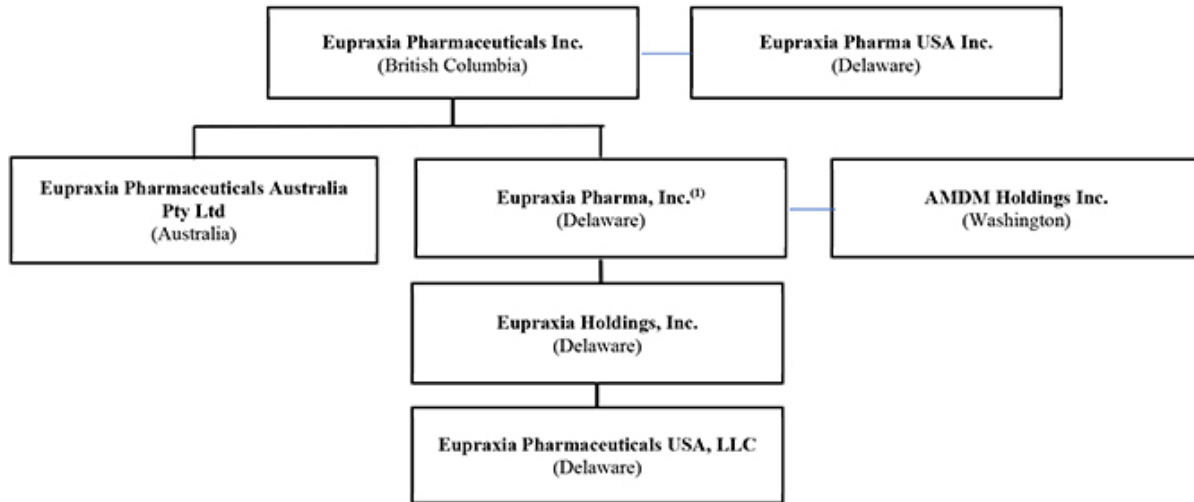 Eupraxia Pharmaceuticals Inc.
(British Columbia)
Eupraxia Pharma USA Inc.
(Delaware)
Eupraxia Pharmaceuticals Australia
Pty Ltd
(Australia)
Eupraxia Pharma, Inc.(1)
(Delaware)
AMDM Holdings Inc.
(Washington)
Eupraxia Holdings, Inc.
(Delaware)
Eupraxia Pharmaceuticals USA, LLC
(Delaware)